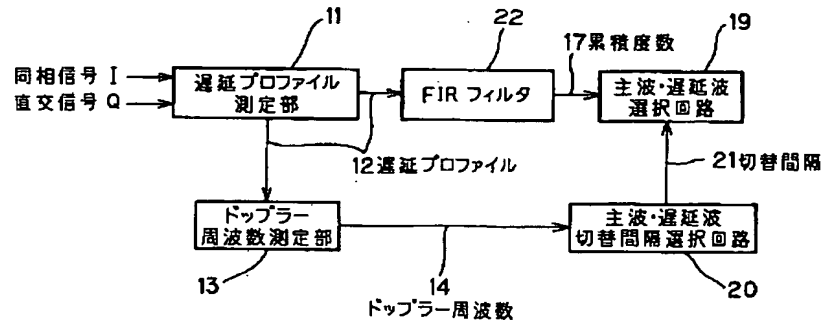 11
22
17累積度数
19
同相信号 I
直交信号 Q
遅延プロファイル
測定部
FIR フィルタ
主波・遅延波
選択回路
12遅延プロファイル
21切替間隔
ドップラー
周波数測定部
主波・遅延波
切替間隔選択回路
13
14
20
ドップラー周波数